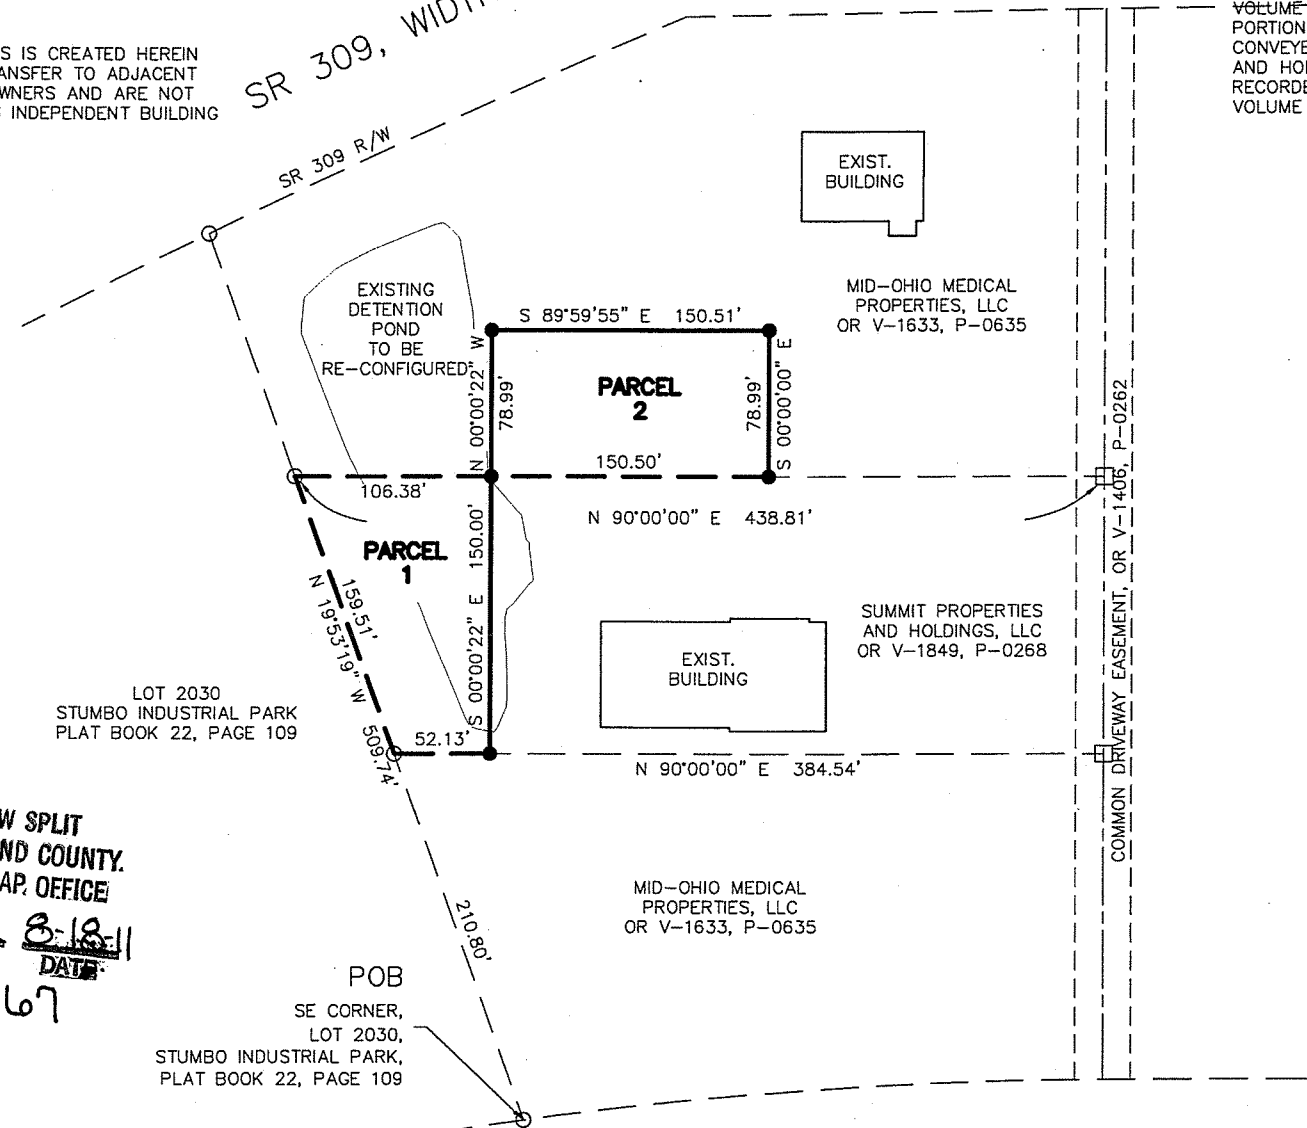 S IS CREATED HEREIN
ANSFER TO ADJACENT
WNERS AND ARE NOT
INDEPENDENT BUILDING
SR 309,
SR 309 R/W
VOLUME
PORTION
CONVEYE
AND HO
RECORDE
VOLUME
EXIST.
BUILDING
MID-OHIO MEDICAL
PROPERTIES, LLC
OR V-1633, P-0635
EXISTING
DETENTION
POND
TO BE
RE-CONFIGURED
S 89°59'55" E 150.51'
N 00°00'22" W
78.99'
PARCEL
2
78.99'
S 00°00'00" E
150.50'
106.38'
N 90°00'00" E 438.81'
PARCEL
1
S 00°00'22" E 150.00'
159.51'
N 19°53'19" W 509.74'
52.13'
EXIST.
BUILDING
SUMMIT PROPERTIES
AND HOLDINGS, LLC
OR V-1849, P-0268
COMMON DRIVEWAY EASEMENT, OR V-1406, P-0262
LOT 2030
STUMBO INDUSTRIAL PARK
PLAT BOOK 22, PAGE 109
N 90°00'00" E 384.54'
W SPLIT
ND COUNTY.
AP. OFFICE
8-18-11
DATE
67
MID-OHIO MEDICAL
PROPERTIES, LLC
OR V-1633, P-0635
210.80'
POB
SE CORNER,
LOT 2030,
STUMBO INDUSTRIAL PARK,
PLAT BOOK 22, PAGE 109